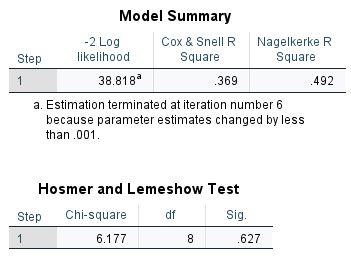 Model Summary
Step -2 Log likelihood Cox & Snell R Square Nagelkerke R Square
1 38.818a .369 .492
a. Estimation terminated at iteration number 6
because parameter estimates changed by less
than .001.
Hosmer and Lemeshow Test
Step Chi-square df Sig.
1 6.177 8 .627